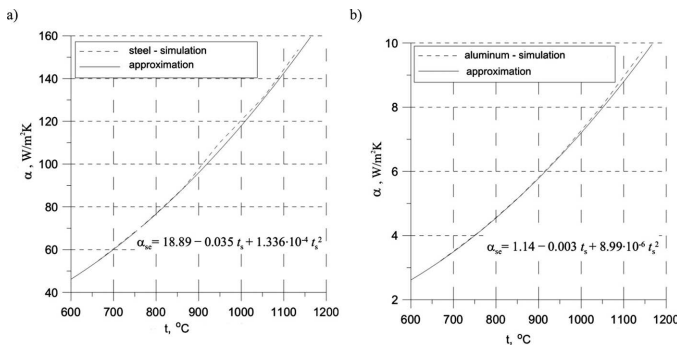 a)
160
steel - simulation
approximation
140
120
100
80
60
40
α , W/m²K
αse= 18.89 − 0.035 ts + 1.336·10⁻⁴ ts²
600 700 800 900 1000 1100 1200
t, °C
b)
10
aluminum - simulation
approximation
8
6
4
2
α , W/m²K
αse= 1.14 − 0.003 ts + 8.99·10⁻⁶ ts²
600 700 800 900 1000 1100 1200
t, °C